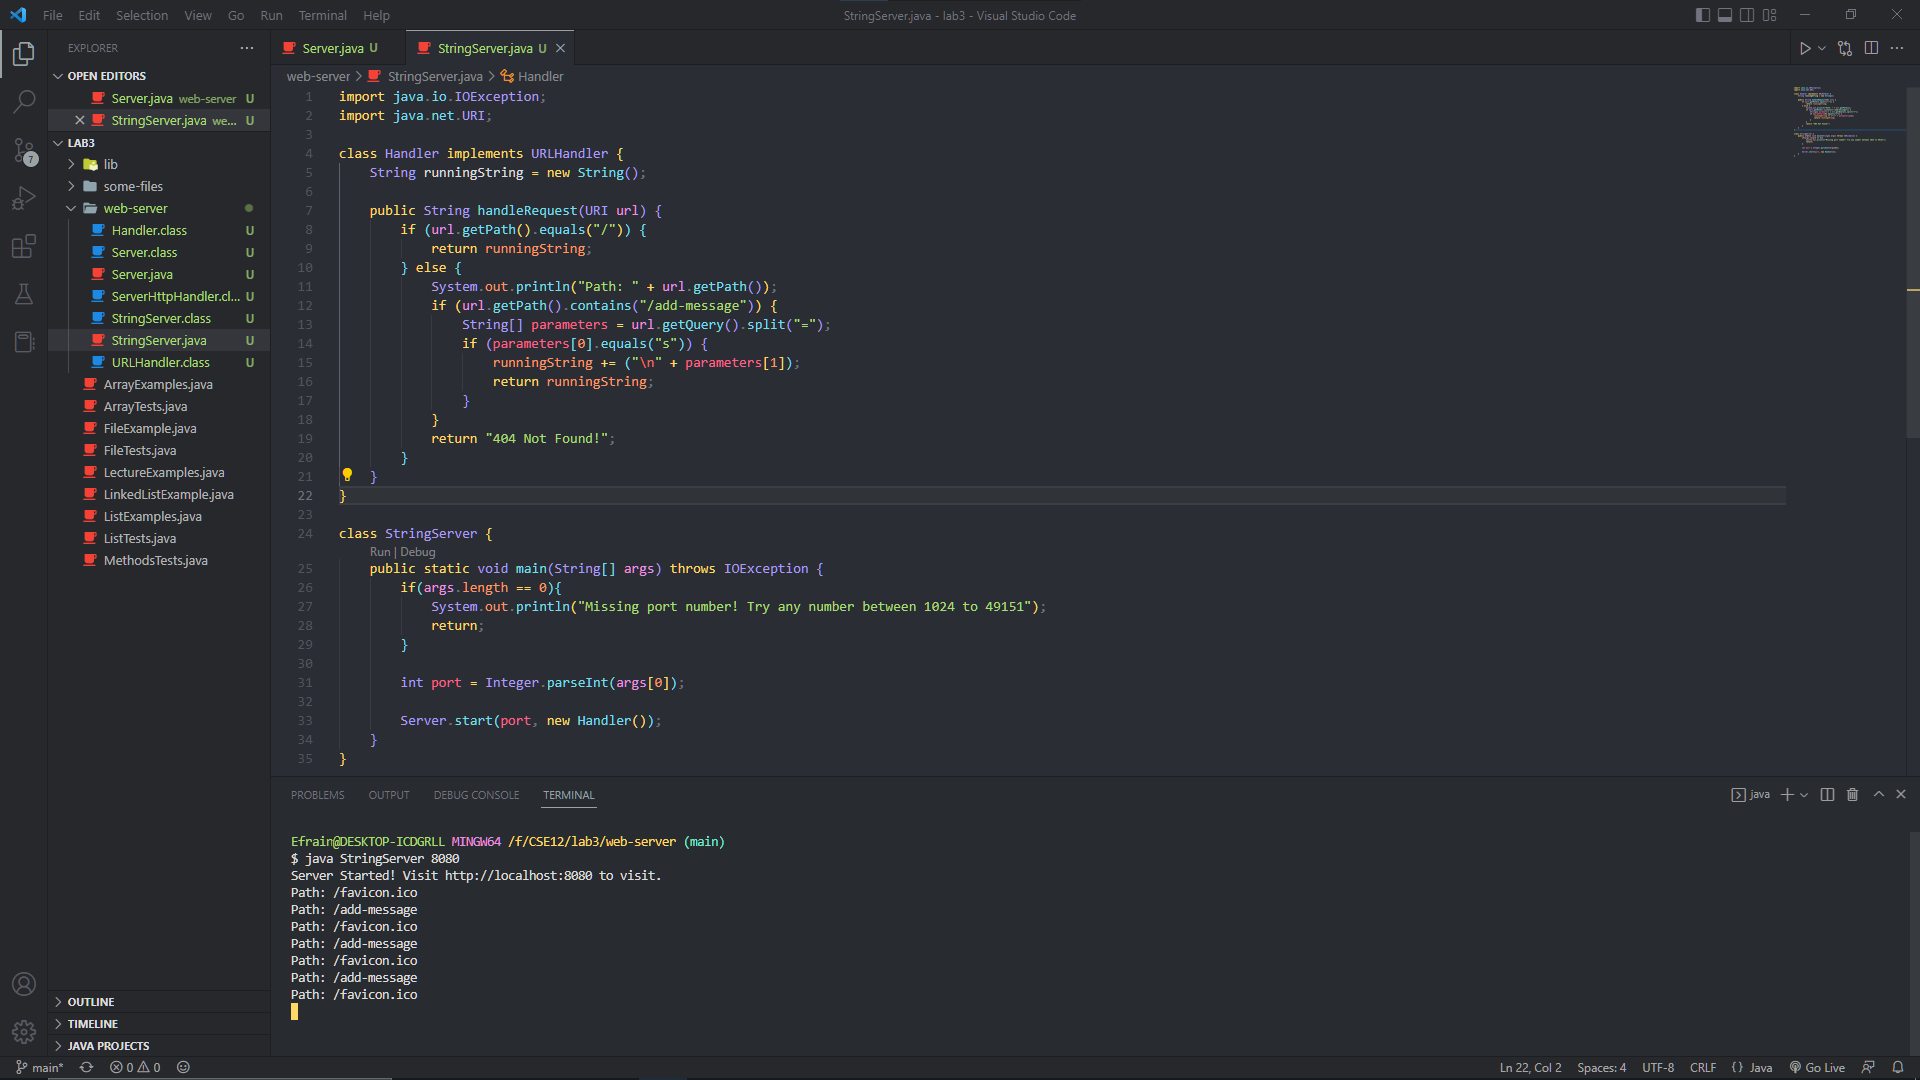 File Edit Selection View Go Run Terminal Help
StringServer.java - lab3 - Visual Studio Code
EXPLORER
OPEN EDITORS
Server.java web-server U
StringServer.java we... U
LAB3
lib
some-files
web-server
Handler.class U
Server.class U
Server.java U
ServerHttpHandler.cl... U
StringServer.class U
StringServer.java U
URLHandler.class U
ArrayExamples.java
ArrayTests.java
FileExample.java
FileTests.java
LectureExamples.java
LinkedListExample.java
ListExamples.java
ListTests.java
MethodsTests.java
OUTLINE
TIMELINE
JAVA PROJECTS
7
Server.java U
StringServer.java U
web-server > StringServer.java > Handler
1 import java.io.IOException;
2 import java.net.URI;
3
4 class Handler implements URLHandler {
5 String runningString = new String();
6
7 public String handleRequest(URI url) {
8 if (url.getPath().equals("/")) {
9 return runningString;
10 } else {
11 System.out.println("Path: " + url.getPath());
12 if (url.getPath().contains("/add-message")) {
13 String[] parameters = url.getQuery().split("=");
14 if (parameters[0].equals("s")) {
15 runningString += ("\n" + parameters[1]);
16 return runningString;
17 }
18 }
19 return "404 Not Found!";
20 }
21 }
22 }
23
24 class StringServer {
Run | Debug
25 public static void main(String[] args) throws IOException {
26 if(args.length == 0){
27 System.out.println("Missing port number! Try any number between 1024 to 49151");
28 return;
29 }
30
31 int port = Integer.parseInt(args[0]);
32
33 Server.start(port, new Handler());
34 }
35 }
PROBLEMS OUTPUT DEBUG CONSOLE TERMINAL
java
Efrain@DESKTOP-ICDGRLL MINGW64 /f/CSE12/lab3/web-server (main)
$ java StringServer 8080
Server Started! Visit http://localhost:8080 to visit.
Path: /favicon.ico
Path: /add-message
Path: /favicon.ico
Path: /add-message
Path: /favicon.ico
Path: /add-message
Path: /favicon.ico
main* 0 0
Ln 22, Col 2 Spaces: 4 UTF-8 CRLF { } Java Go Live